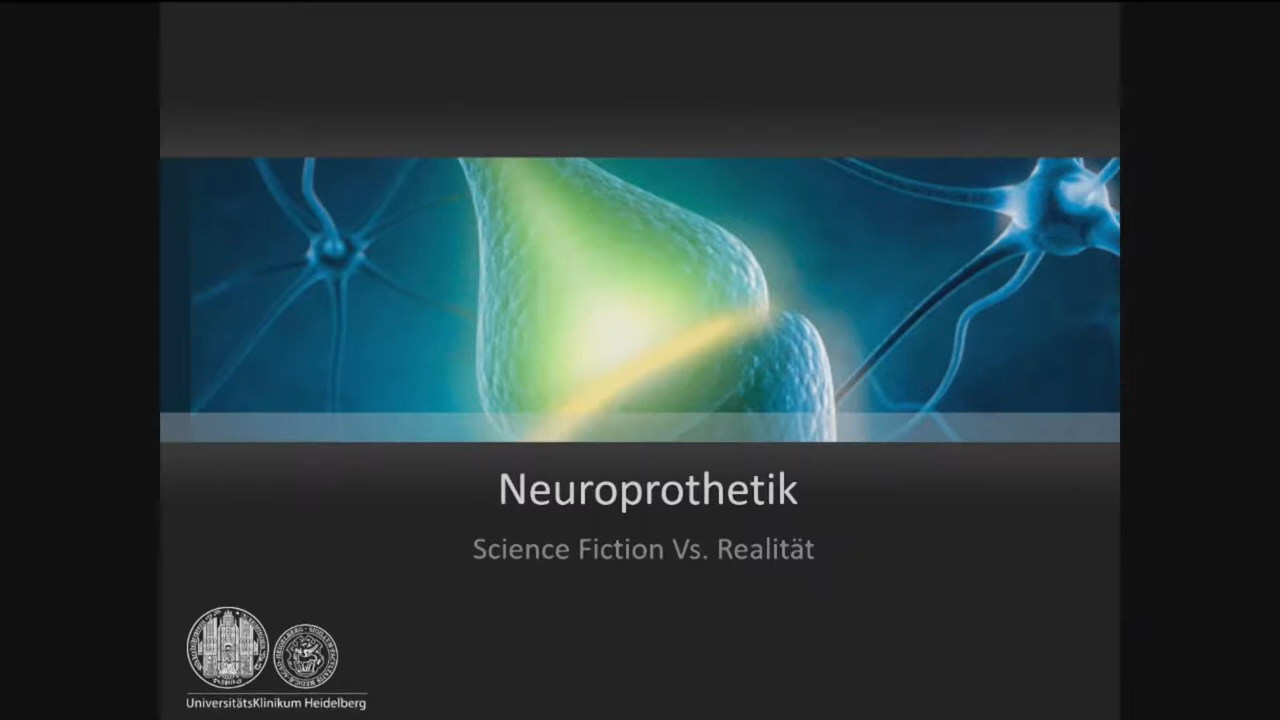 Neuroprothetik
Science Fiction Vs. Realität
UniversitätsKlinikum Heidelberg